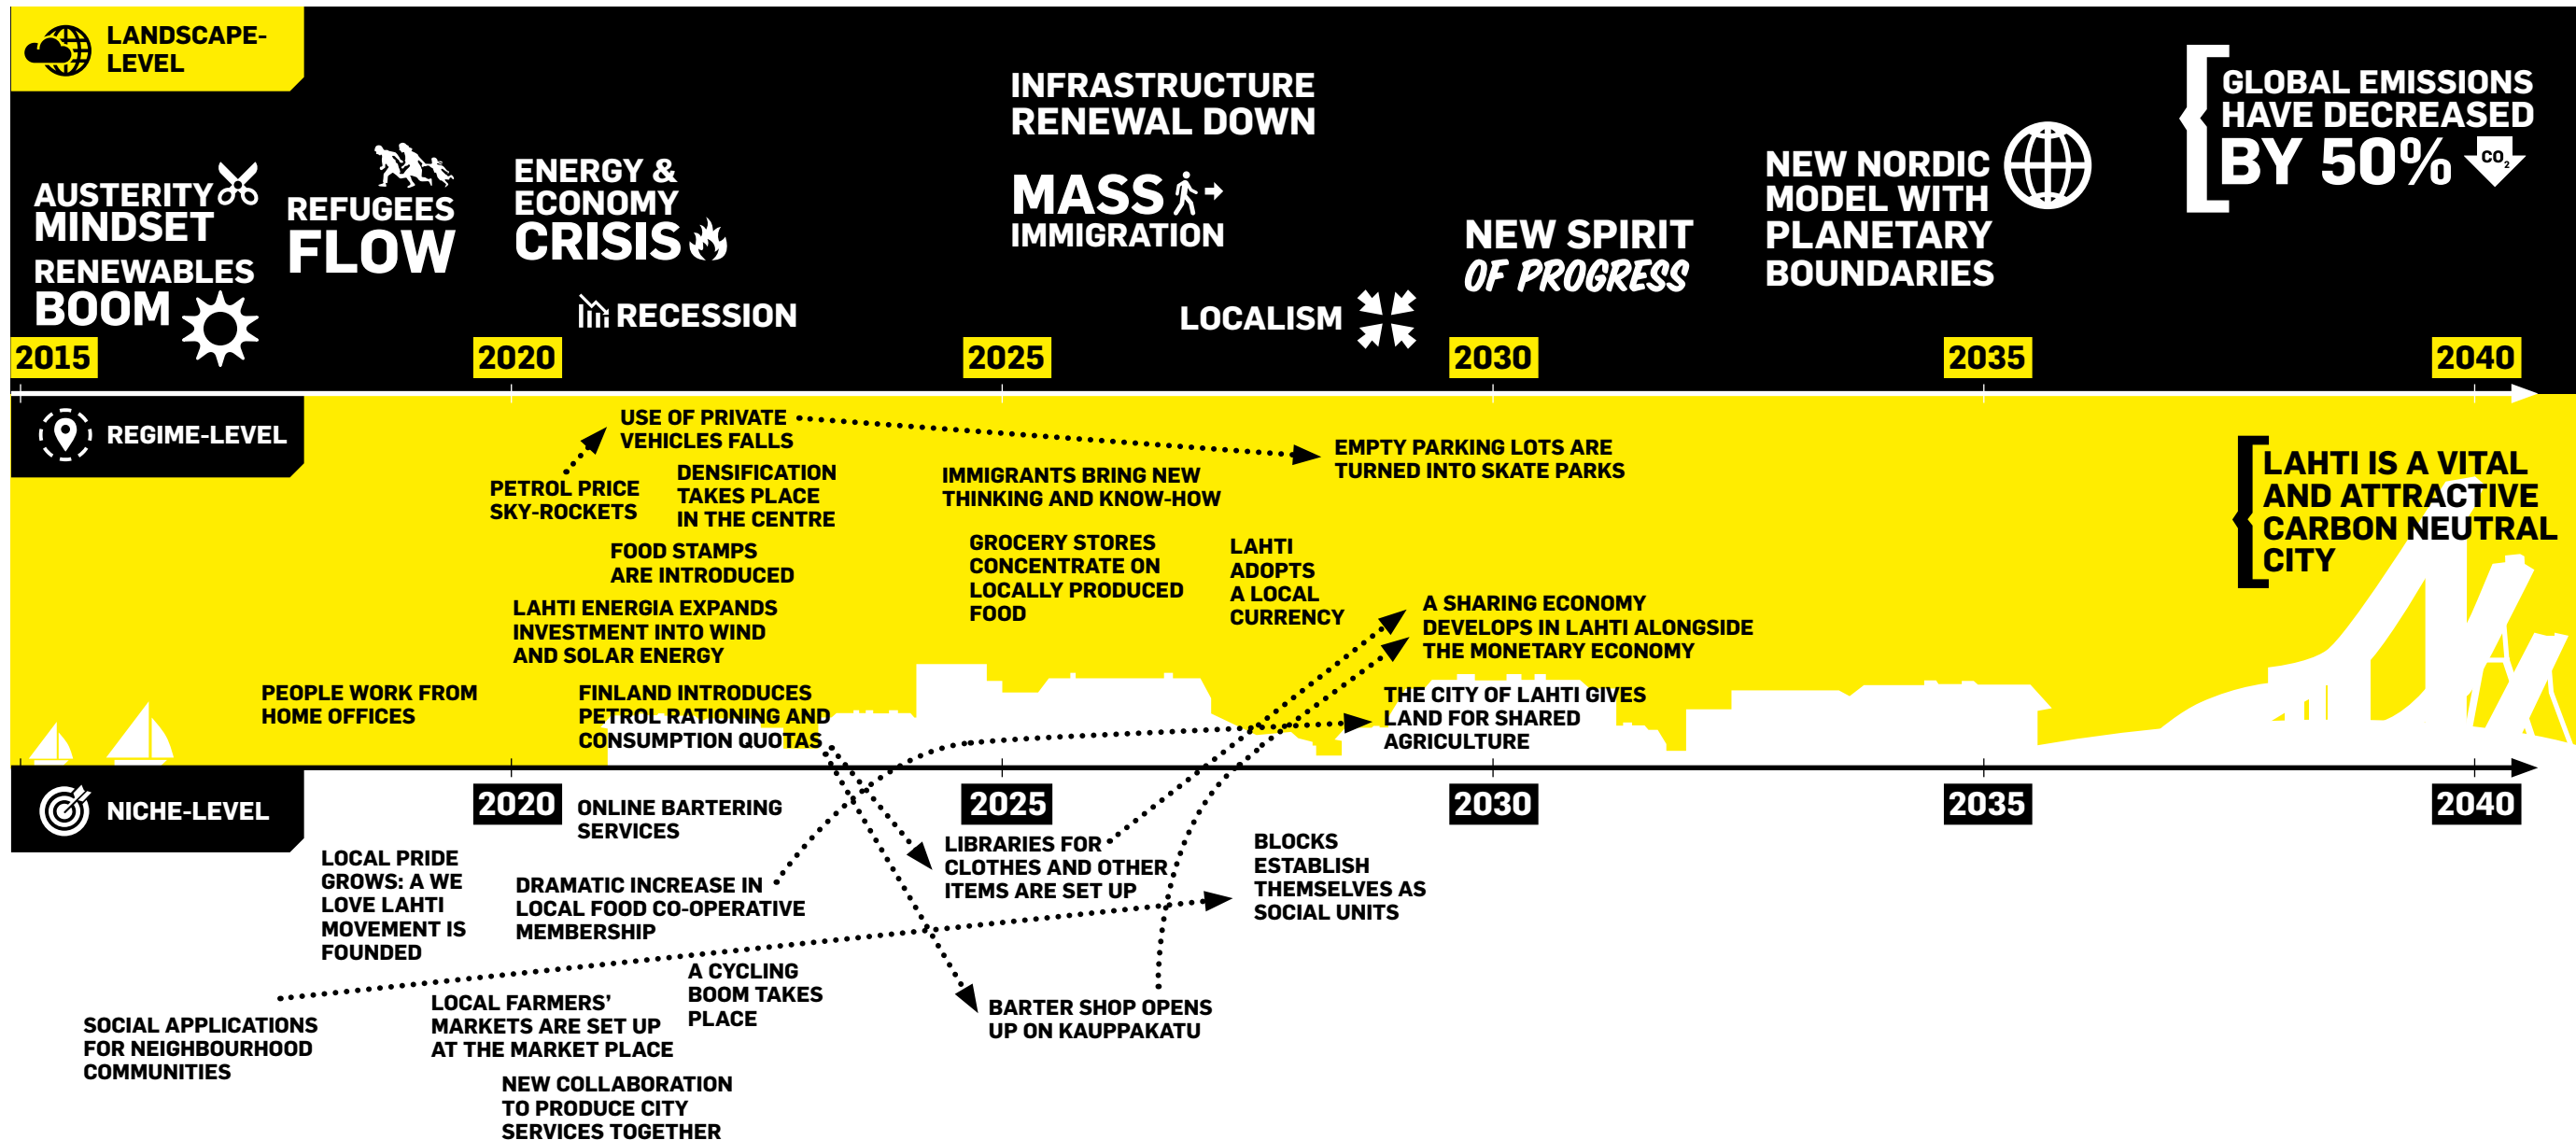 LANDSCAPE-
LEVEL
AUSTERITY
MINDSET
RENEWABLES
BOOM
REFUGEES
FLOW
ENERGY &
ECONOMY
CRISIS
RECESSION
INFRASTRUCTURE
RENEWAL DOWN
MASS
IMMIGRATION
LOCALISM
NEW SPIRIT
OF PROGRESS
NEW NORDIC
MODEL WITH
PLANETARY
BOUNDARIES
GLOBAL EMISSIONS
HAVE DECREASED
BY 50%
CO₂
2015
2020
2025
2030
2035
2040
REGIME-LEVEL
USE OF PRIVATE
VEHICLES FALLS
PETROL PRICE
SKY-ROCKETS
DENSIFICATION
TAKES PLACE
IN THE CENTRE
FOOD STAMPS
ARE INTRODUCED
LAHTI ENERGIA EXPANDS
INVESTMENT INTO WIND
AND SOLAR ENERGY
PEOPLE WORK FROM
HOME OFFICES
FINLAND INTRODUCES
PETROL RATIONING AND
CONSUMPTION QUOTAS
IMMIGRANTS BRING NEW
THINKING AND KNOW-HOW
GROCERY STORES
CONCENTRATE ON
LOCALLY PRODUCED
FOOD
LAHTI
ADOPTS
A LOCAL
CURRENCY
EMPTY PARKING LOTS ARE
TURNED INTO SKATE PARKS
A SHARING ECONOMY
DEVELOPS IN LAHTI ALONGSIDE
THE MONETARY ECONOMY
THE CITY OF LAHTI GIVES
LAND FOR SHARED
AGRICULTURE
LAHTI IS A VITAL
AND ATTRACTIVE
CARBON NEUTRAL
CITY
NICHE-LEVEL
2020
2025
2030
2035
2040
ONLINE BARTERING
SERVICES
LOCAL PRIDE
GROWS: A WE
LOVE LAHTI
MOVEMENT IS
FOUNDED
DRAMATIC INCREASE IN
LOCAL FOOD CO-OPERATIVE
MEMBERSHIP
LIBRARIES FOR
CLOTHES AND OTHER
ITEMS ARE SET UP
BLOCKS
ESTABLISH
THEMSELVES AS
SOCIAL UNITS
SOCIAL APPLICATIONS
FOR NEIGHBOURHOOD
COMMUNITIES
LOCAL FARMERS’
MARKETS ARE SET UP
AT THE MARKET PLACE
A CYCLING
BOOM TAKES
PLACE
BARTER SHOP OPENS
UP ON KAUPPAKATU
NEW COLLABORATION
TO PRODUCE CITY
SERVICES TOGETHER